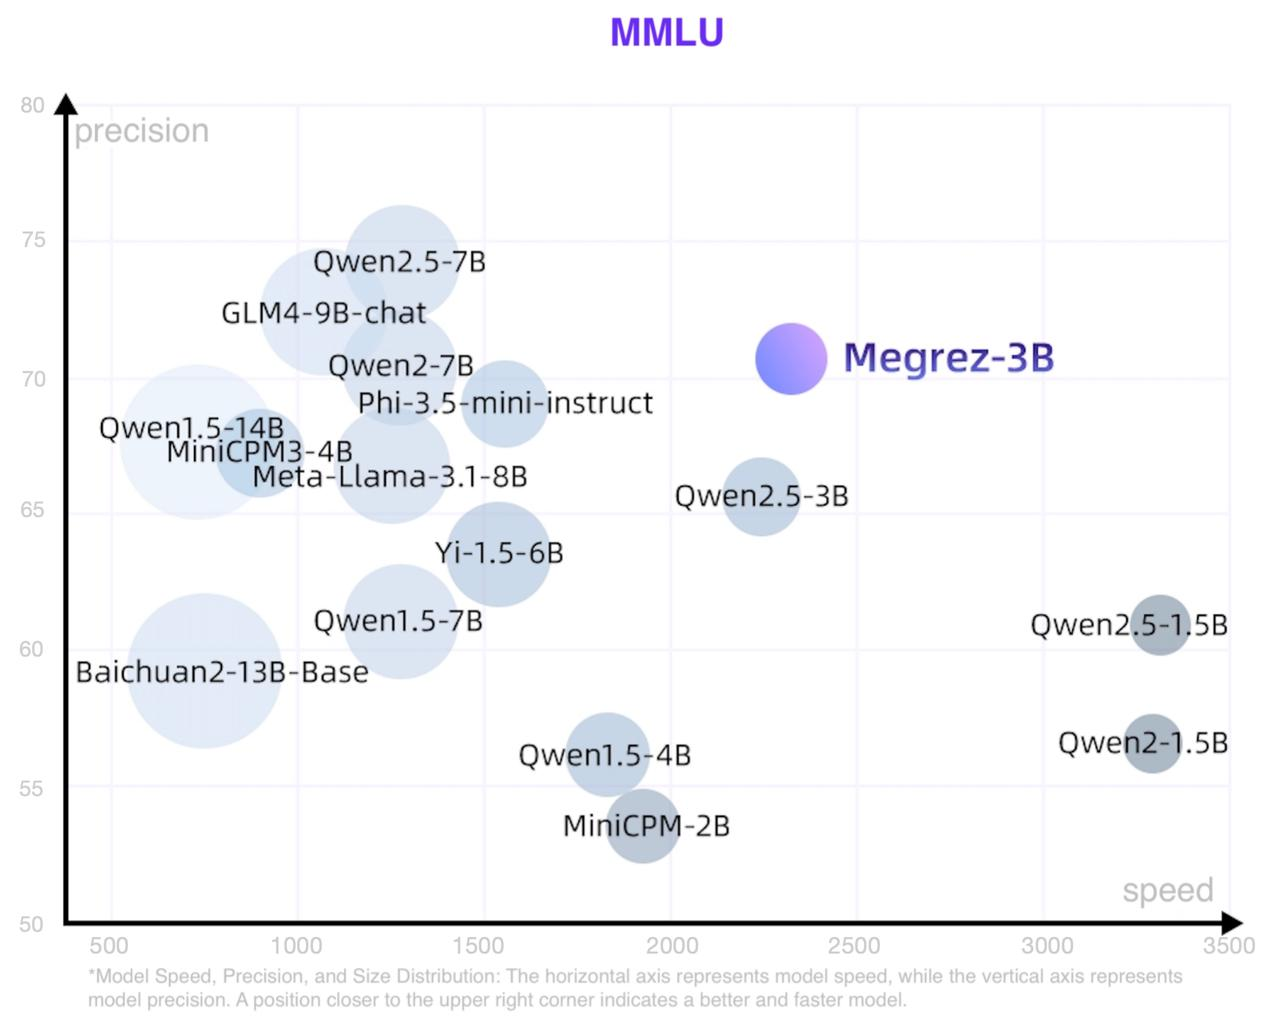 MMLU
80
precision
75
Qwen2.5-7B
GLM4-9B-chat
Megrez-3B
Qwen2-7B
70
Phi-3.5-mini-instruct
Qwen1.5-14B
MiniCPM3-4B
Meta-Llama-3.1-8B
Qwen2.5-3B
65
Yi-1.5-6B
Qwen1.5-7B
Qwen2.5-1.5B
60
Baichuan2-13B-Base
Qwen2-1.5B
Qwen1.5-4B
55
MiniCPM-2B
speed
50
500 1000 1500 2000 2500 3000 3500
*Model Speed, Precision, and Size Distribution: The horizontal axis represents model speed, while the vertical axis represents
model precision. A position closer to the upper right corner indicates a better and faster model.